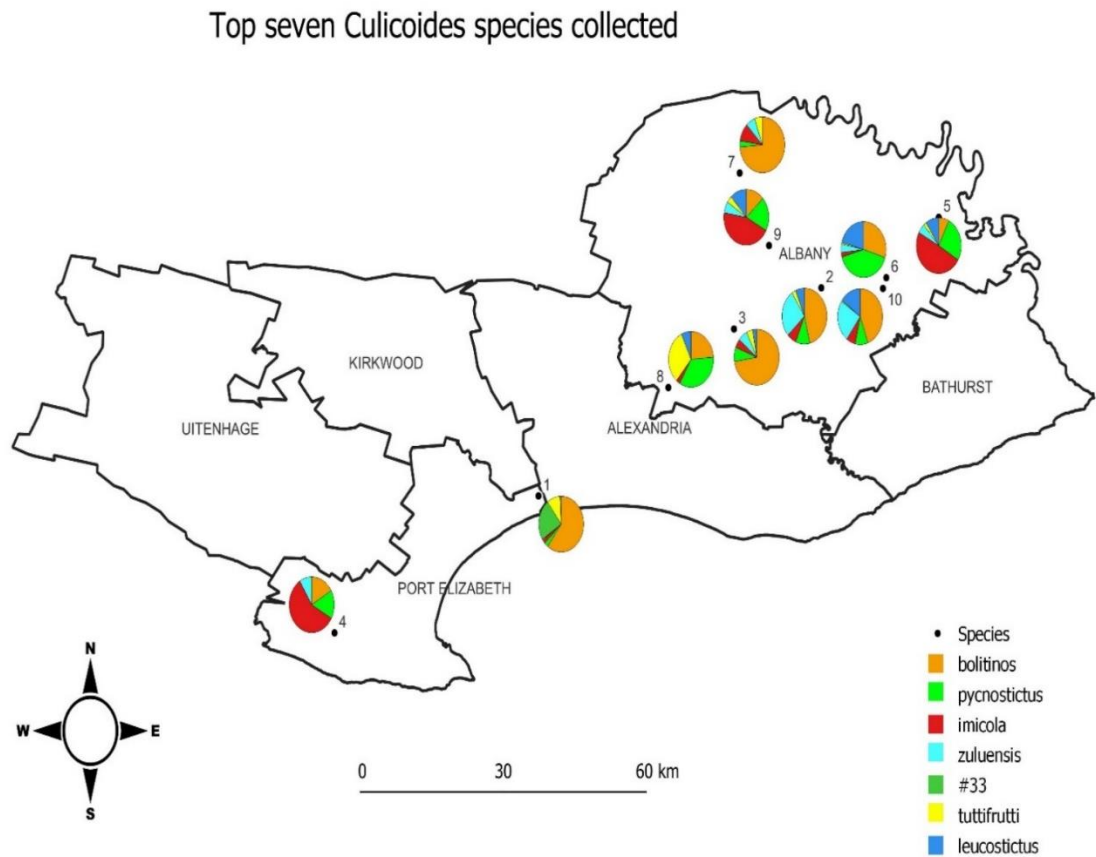 Top seven Culicoides species collected
7
9
5
ALBANY
6
2
10
3
KIRKWOOD
8
BATHURST
UITENHAGE
ALEXANDRIA
1
PORT ELIZABETH
4
N
W E
S
0 30 60 km
Species
bolitinos
pycnostictus
imicola
zuluensis
#33
tuttifrutti
leucostictus